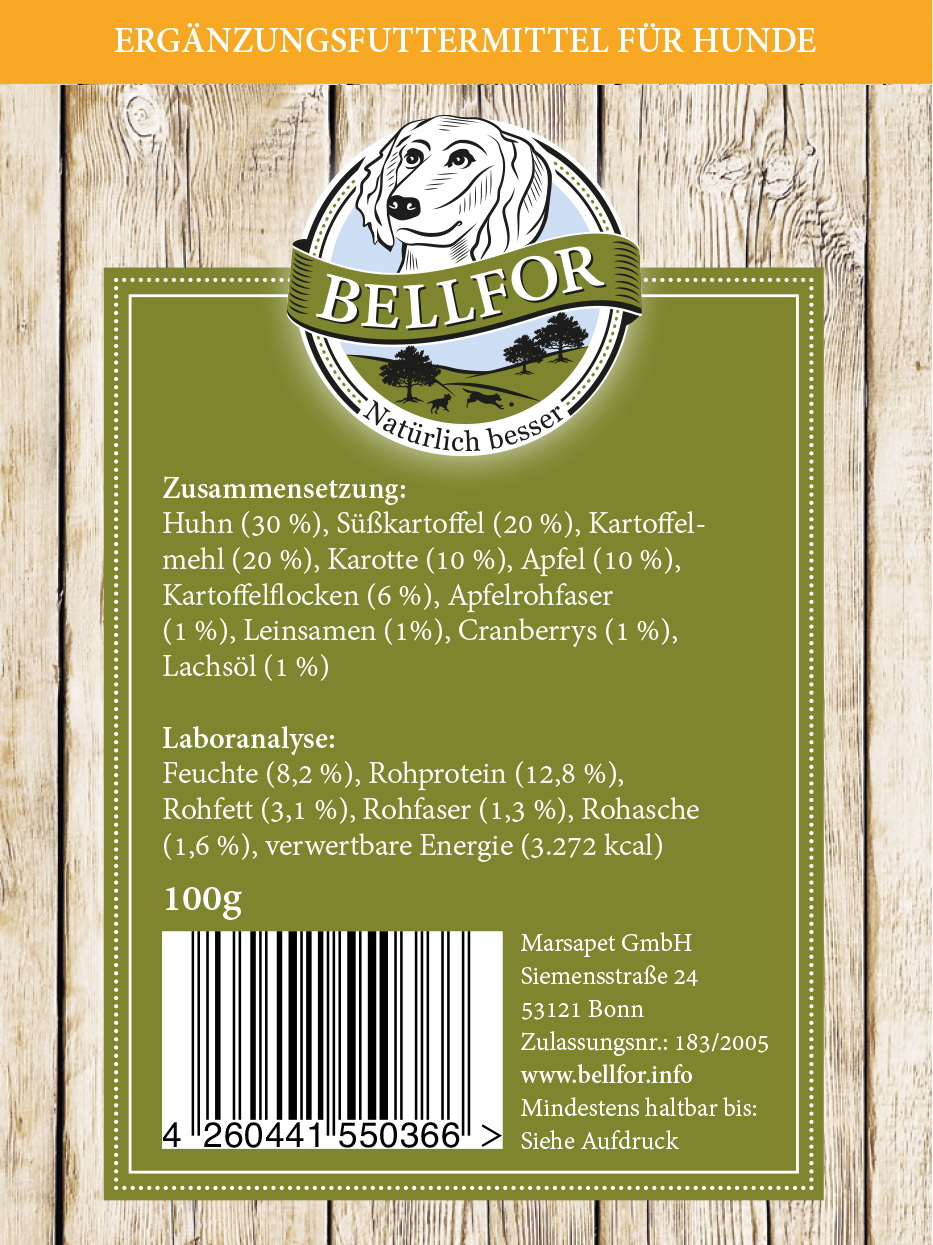 ERGÄNZUNGSFUTTERMITTEL FÜR HUNDE
BELLFOR
Natürlich besser
Zusammensetzung:
Huhn (30 %), Süßkartoffel (20 %), Kartoffel-
mehl (20 %), Karotte (10 %), Apfel (10 %),
Kartoffelflocken (6 %), Apfelrohfaser
(1 %), Leinsamen (1%), Cranberrys (1 %),
Lachsöl (1 %)
Laboranalyse:
Feuchte (8,2 %), Rohprotein (12,8 %),
Rohfett (3,1 %), Rohfaser (1,3 %), Rohasche
(1,6 %), verwertbare Energie (3.272 kcal)
100g
4 260441 550366 >
Marsapet GmbH
Siemensstraße 24
53121 Bonn
Zulassungsnr.: 183/2005
www.bellfor.info
Mindestens haltbar bis:
Siehe Aufdruck